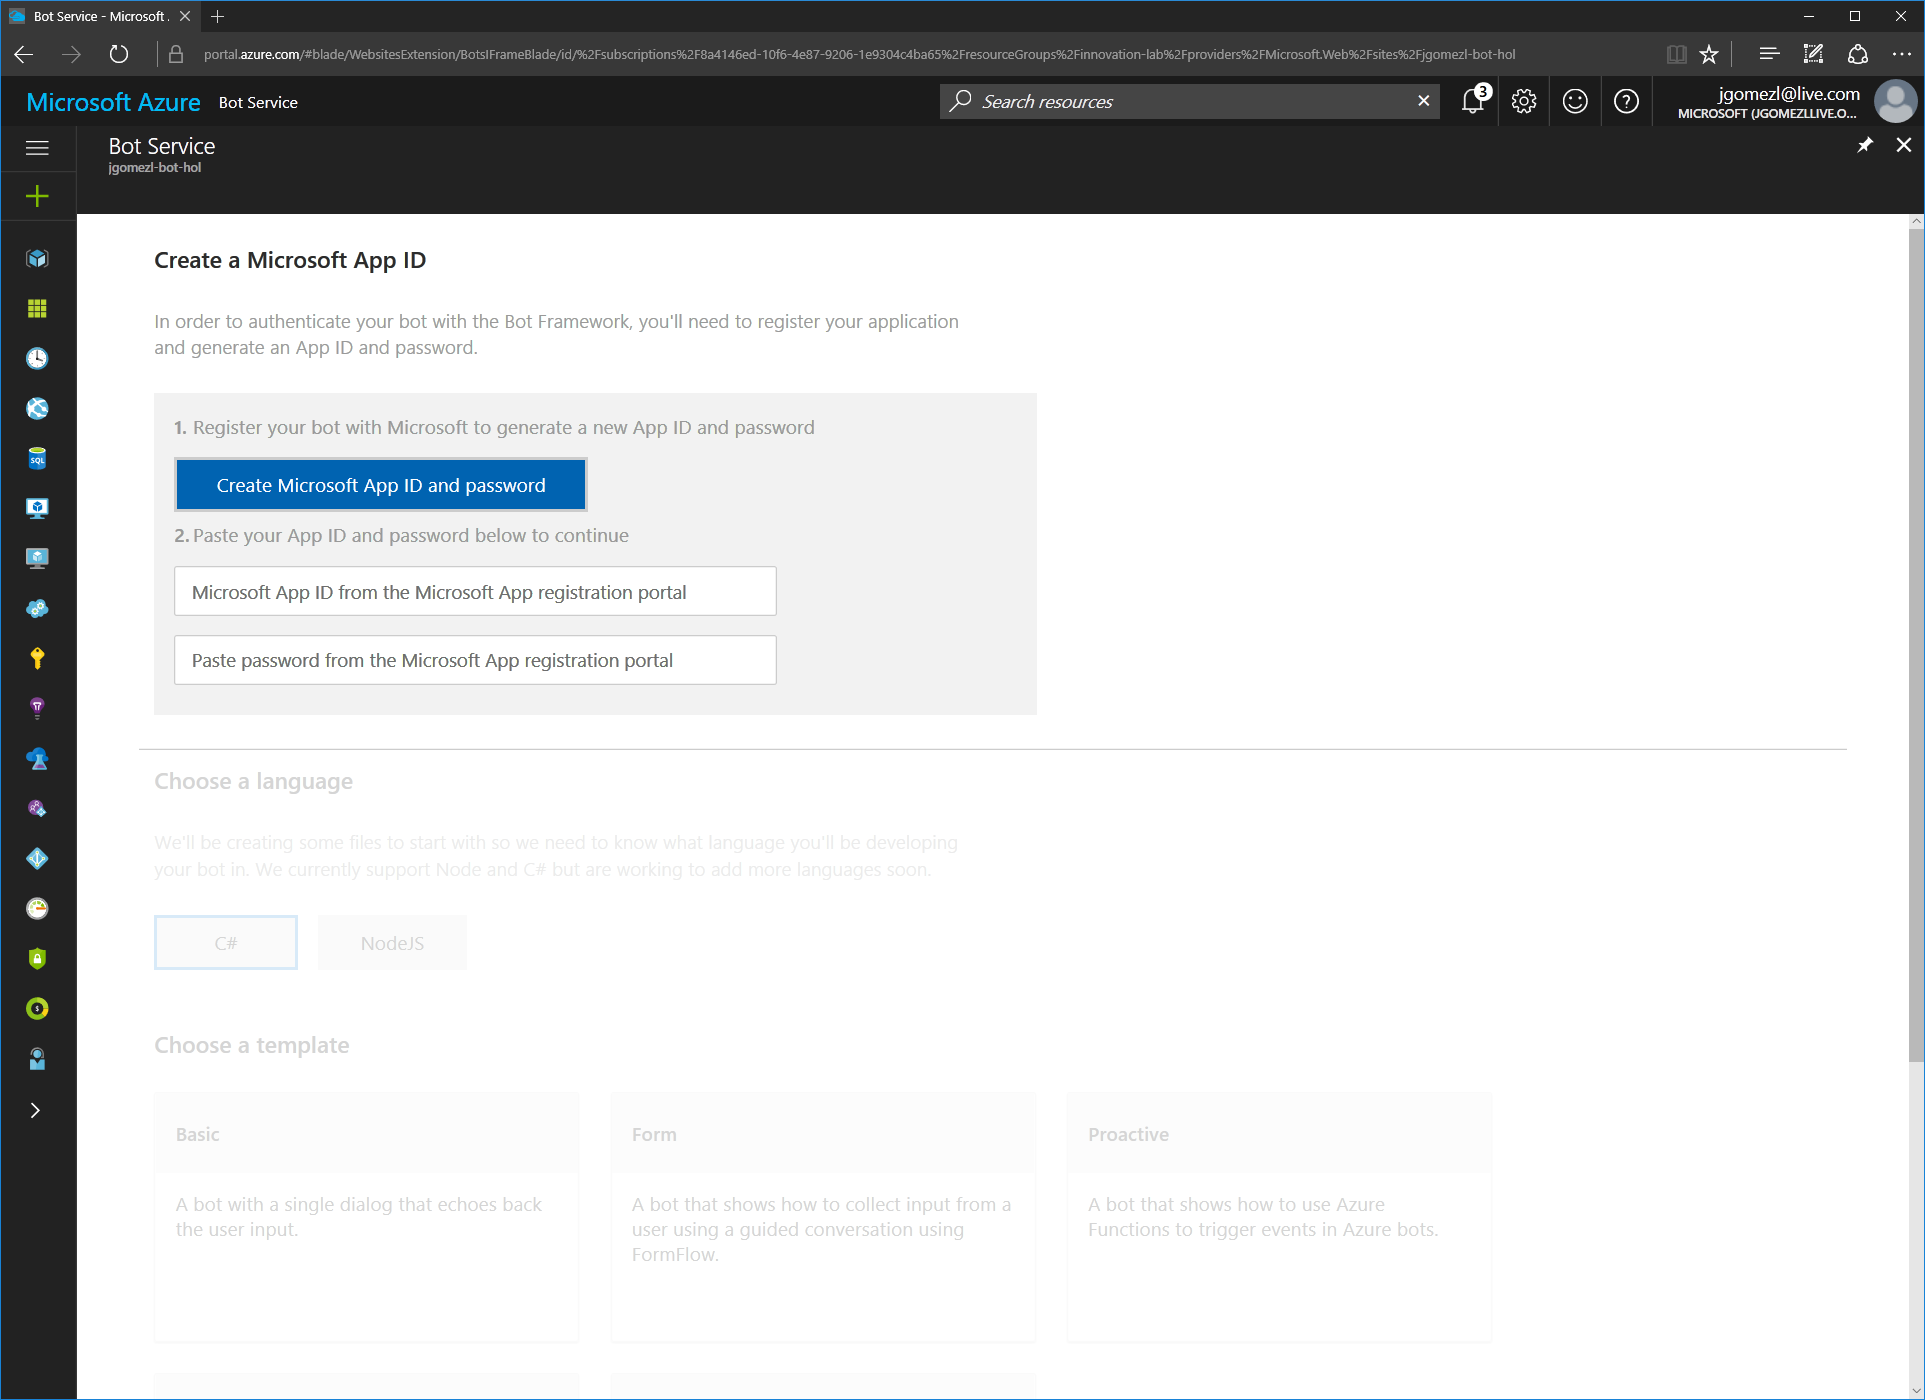 Bot Service - Microsoft .
portal.azure.com/#blade/WebsitesExtension/BotsIFrameBlade/id/%2Fsubscriptions%2F8a4146ed-10f6-4e87-9206-1e9304c4ba65%2FresourceGroups%2Finnovation-lab%2Fproviders%2FMicrosoft.Web%2Fsites%2Fjgomezl-bot-hol
Microsoft Azure Bot Service
Search resources
3
jgomezl@live.com
MICROSOFT (JGOMEZLLIVE.O...
Bot Service
jgomezl-bot-hol
Create a Microsoft App ID
In order to authenticate your bot with the Bot Framework, you'll need to register your application
and generate an App ID and password.
1. Register your bot with Microsoft to generate a new App ID and password
Create Microsoft App ID and password
2. Paste your App ID and password below to continue
Microsoft App ID from the Microsoft App registration portal
Paste password from the Microsoft App registration portal
SQL
Choose a language
We'll be creating some files to start with so we need to know what language you'll be developing
your bot in. We currently support Node and C# but are working to add more languages soon.
C#
NodeJS
Choose a template
Basic
A bot with a single dialog that echoes back
the user input.
Form
A bot that shows how to collect input from a
user using a guided conversation using
FormFlow.
Proactive
A bot that shows how to use Azure
Functions to trigger events in Azure bots.